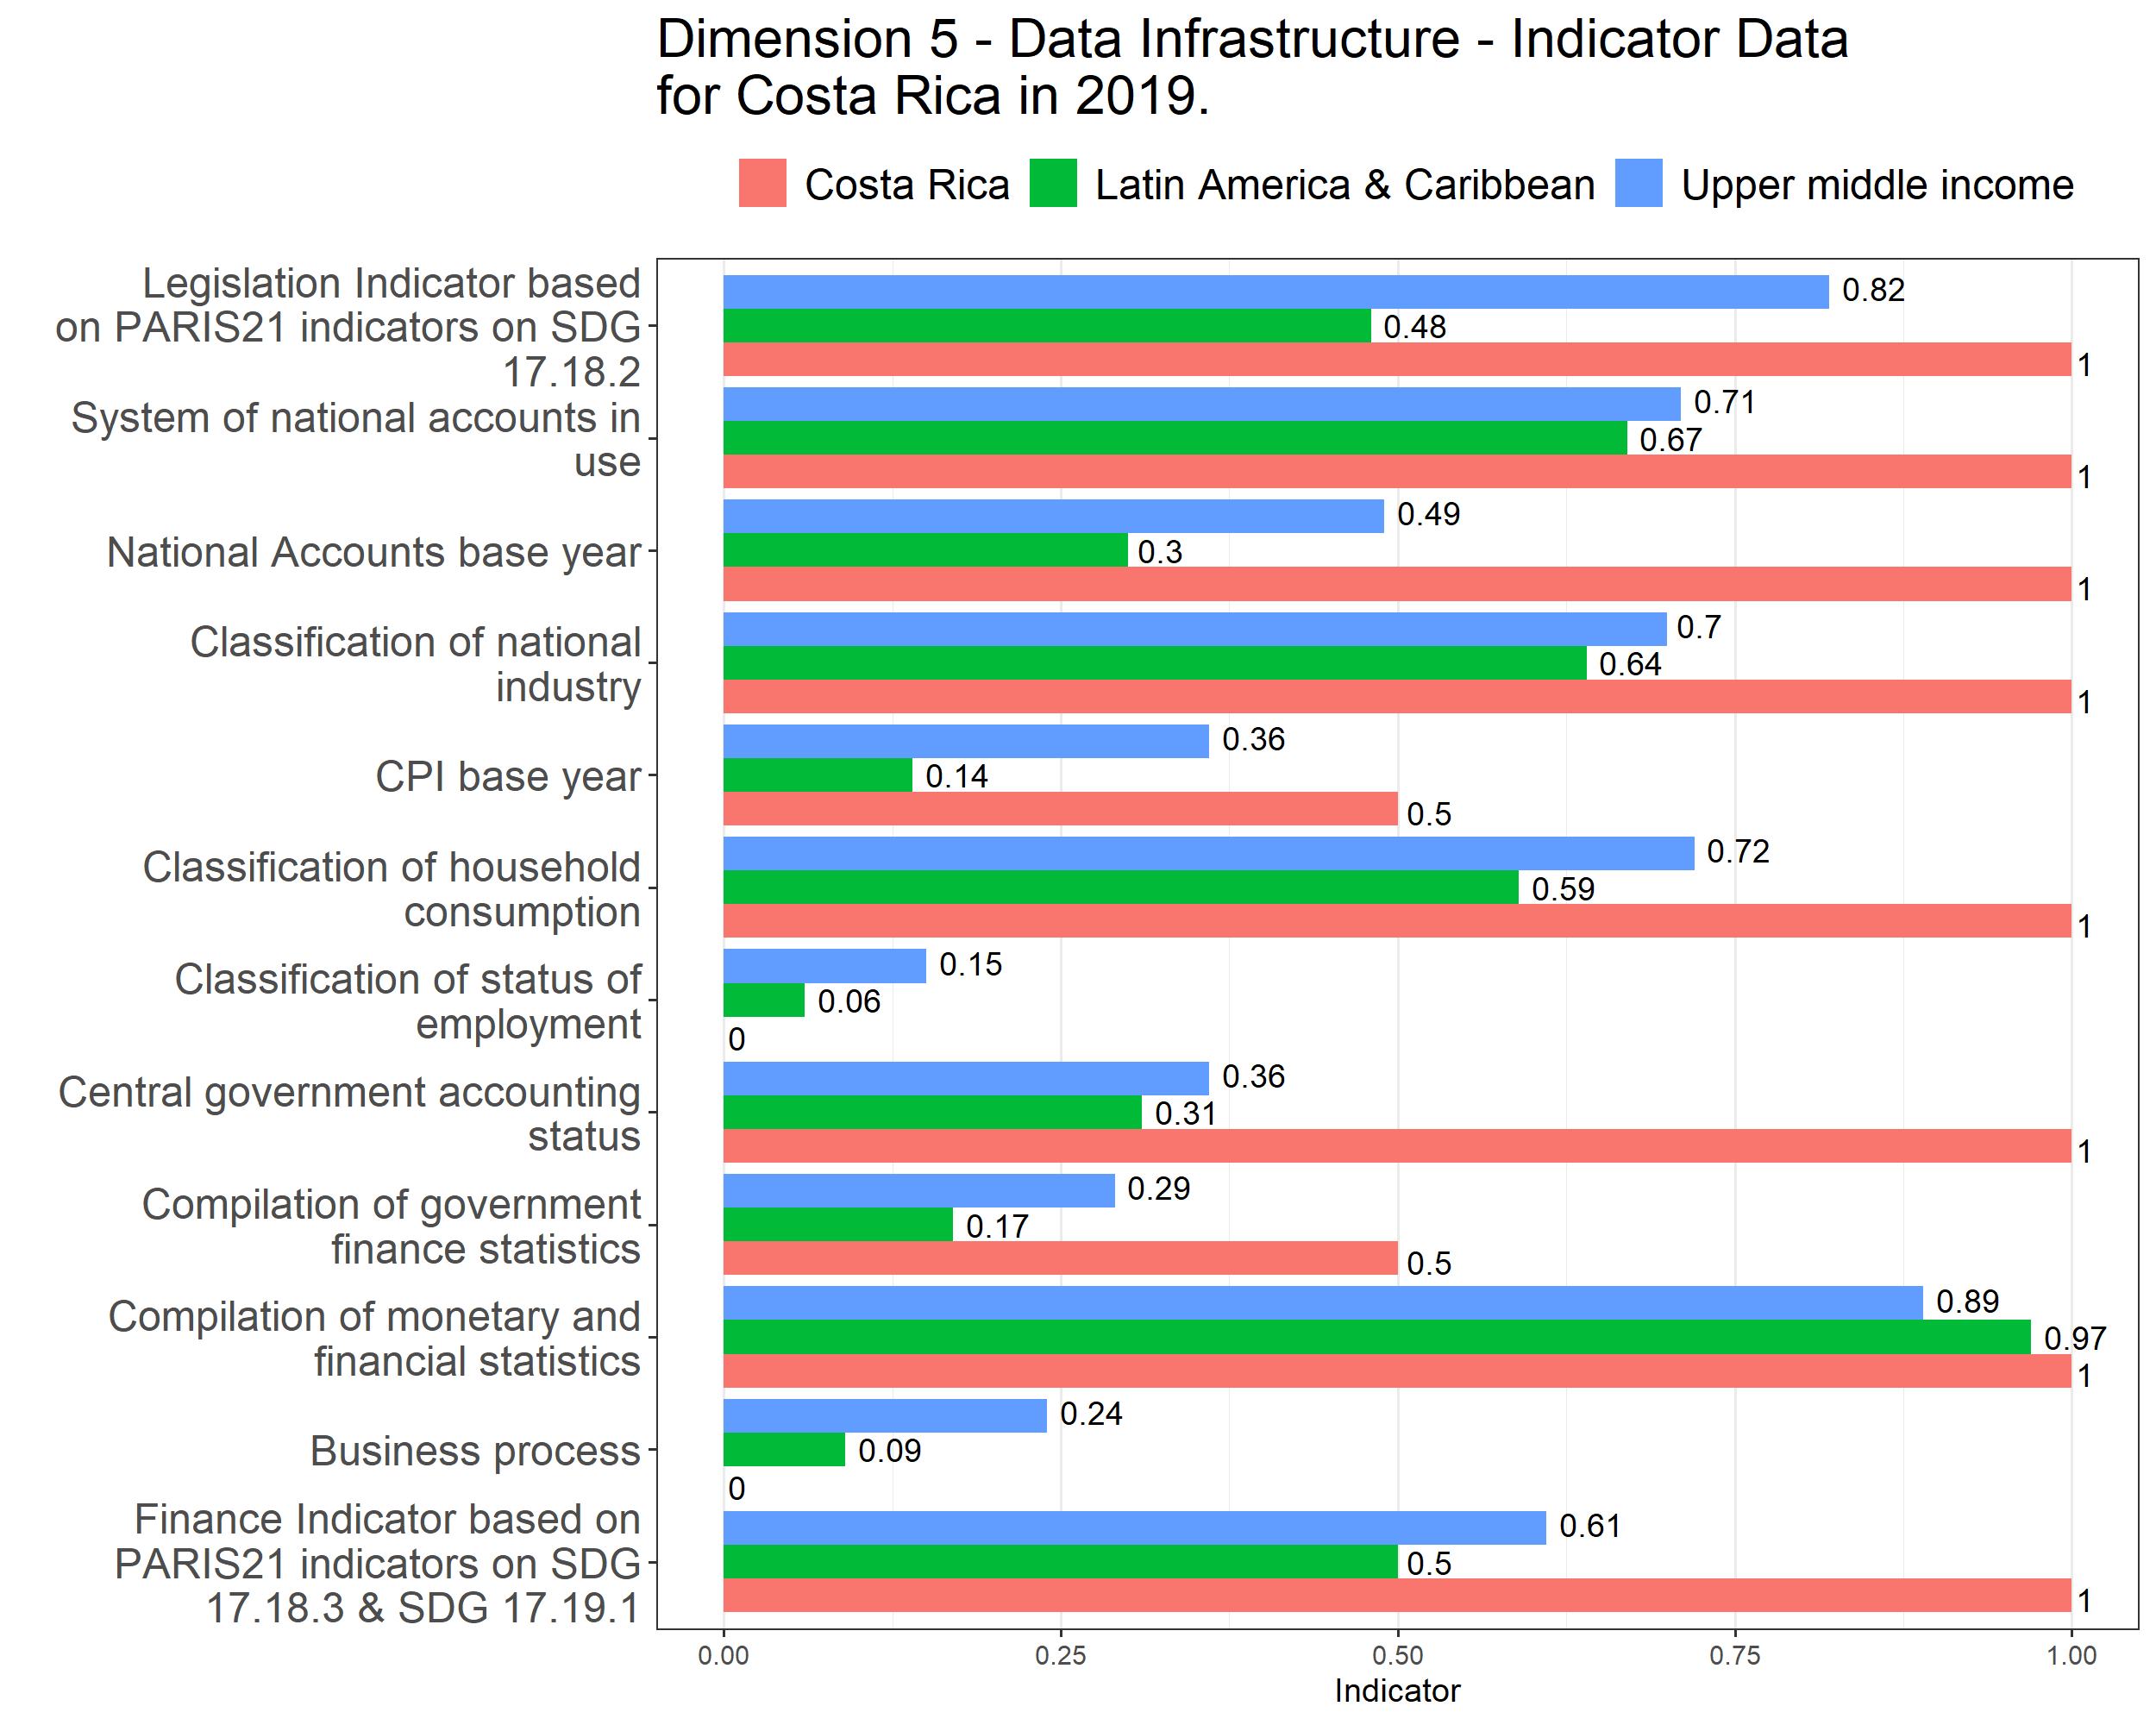 Dimension 5 - Data Infrastructure - Indicator Data
for Costa Rica in 2019.
Costa Rica
Latin America & Caribbean
Upper middle income
Legislation Indicator based
on PARIS21 indicators on SDG
17.18.2
0.82
0.48
1
System of national accounts in
use
0.71
0.67
1
National Accounts base year
0.49
0.3
1
Classification of national
industry
0.7
0.64
1
CPI base year
0.36
0.14
0.5
Classification of household
consumption
0.72
0.59
1
Classification of status of
employment
0.15
0.06
0
Central government accounting
status
0.36
0.31
1
Compilation of government
finance statistics
0.29
0.17
0.5
Compilation of monetary and
financial statistics
0.89
0.97
1
Business process
0.24
0.09
0
Finance Indicator based on
PARIS21 indicators on SDG
17.18.3 & SDG 17.19.1
0.61
0.5
1
0.00
0.25
0.50
0.75
1.00
Indicator